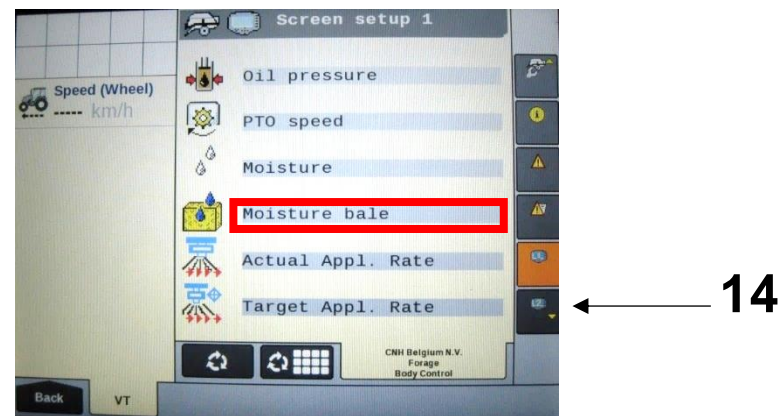 Screen setup 1
Speed (Wheel)
----- km/h
Oil pressure
PTO speed
Moisture
Moisture bale
Actual Appl. Rate
Target Appl. Rate
14
CNH Belgium N.V.
Forage
Body Control
Back
VT